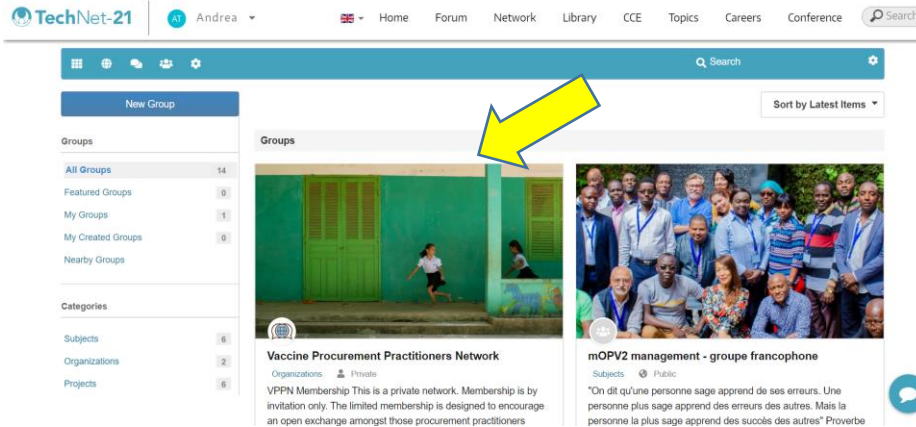 TechNet-21
AT Andrea
Home Forum Network Library CCE Topics Careers Conference Search
Search
New Group
Sort by Latest Items
Groups
All Groups 14
Featured Groups 0
My Groups 1
My Created Groups 0
Nearby Groups
Categories
Subjects 6
Organizations 2
Projects 6
Groups
Vaccine Procurement Practitioners Network
Organizations Private
VPPN Membership This is a private network. Membership is by
invitation only. The limited membership is designed to encourage
an open exchange amongst those procurement practitioners
mOPV2 management - groupe francophone
Subjects Public
"On dit qu'une personne sage apprend de ses erreurs. Une
personne plus sage apprend des erreurs des autres. Mais la
personne la plus sage apprend des succès des autres" Proverbe